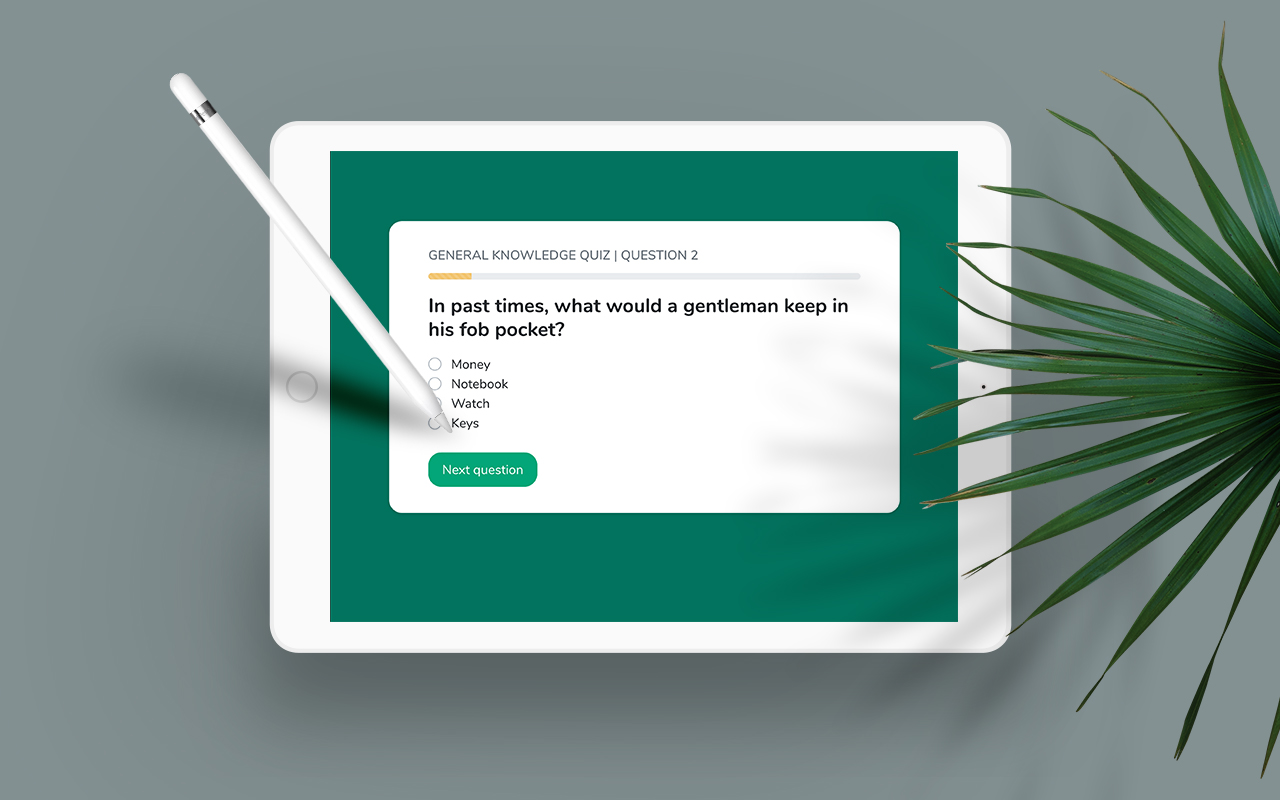 GENERAL KNOWLEDGE QUIZ | QUESTION 2
In past times, what would a gentleman keep in
his fob pocket?
Money
Notebook
Watch
Keys
Next question